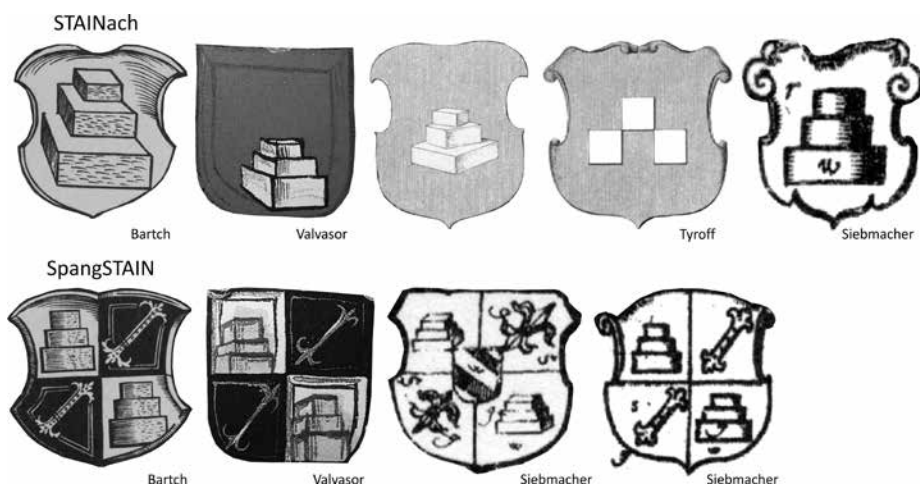 STAINach
Bartch
Valvasor
Tyroff
Siebmacher
SpangSTAIN
Bartch
Valvasor
Siebmacher
Siebmacher